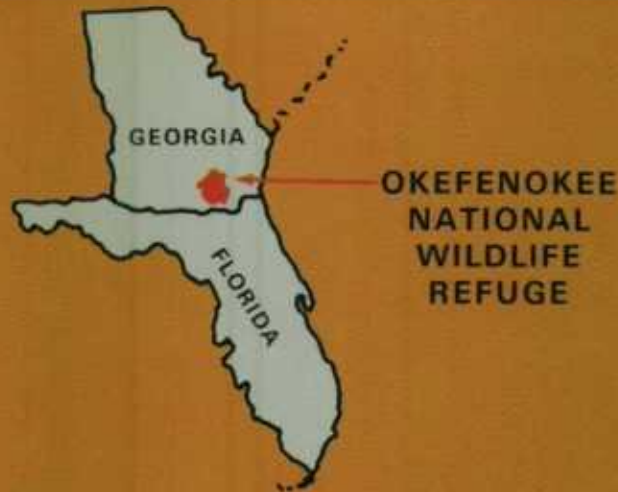 GEORGIA
OKEFENOKEE
NATIONAL
WILDLIFE
REFUGE
FLORIDA